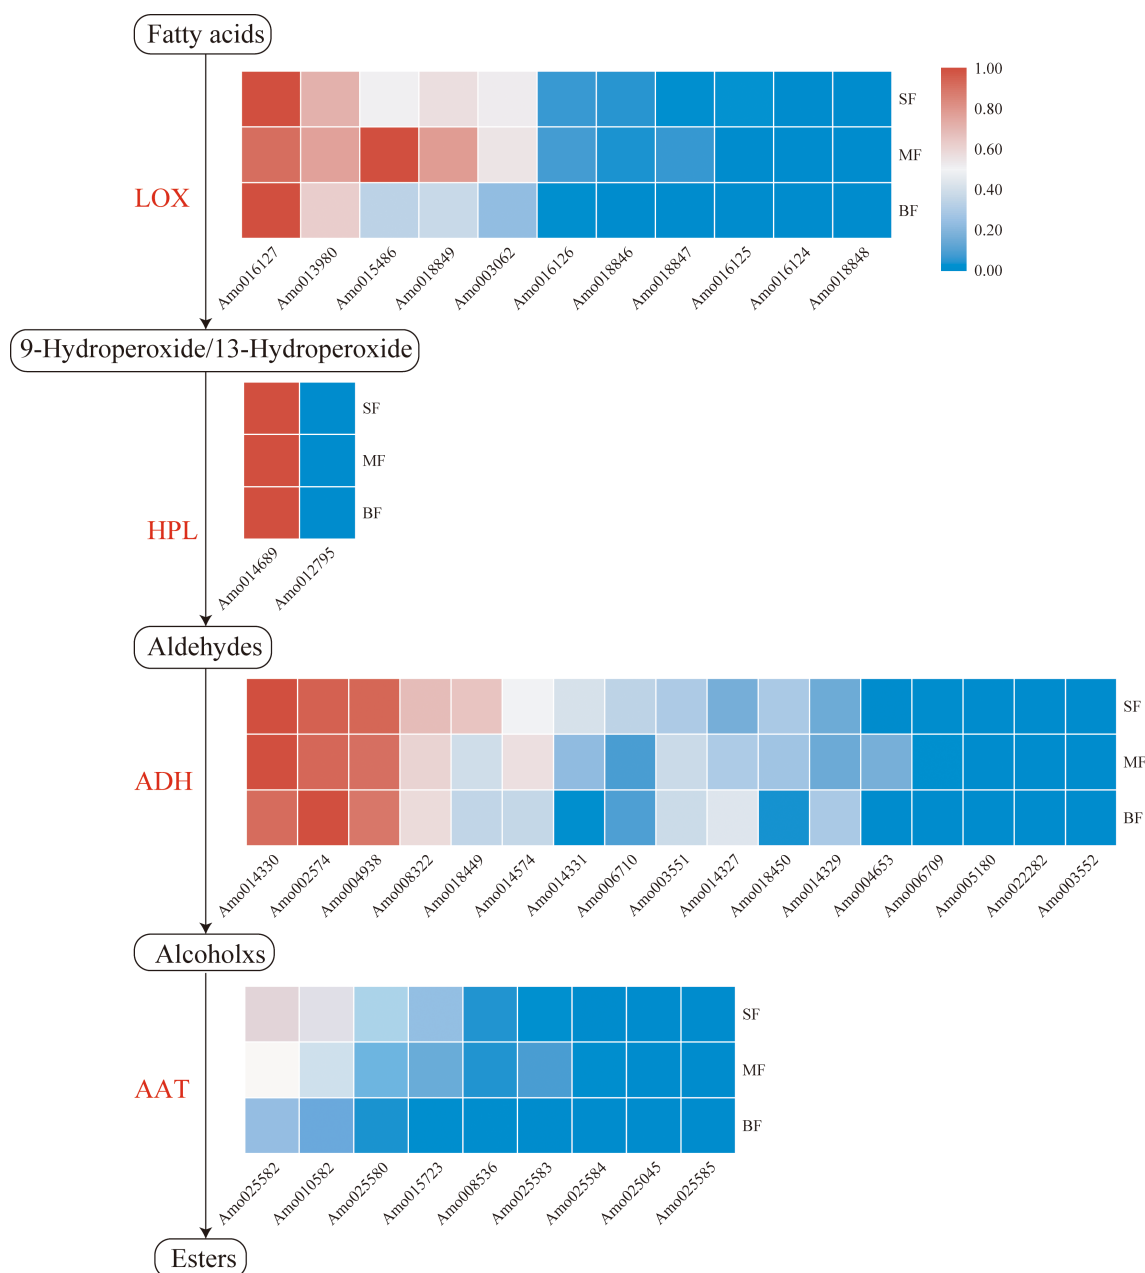 Fatty acids
1.00
0.80
0.60
0.40
0.20
0.00
SF
MF
BF
LOX
Amo016127
Amo013980
Amo015486
Amo018849
Amo003062
Amo016126
Amo018846
Amo018847
Amo016125
Amo016124
Amo018848
9-Hydroperoxide/13-Hydroperoxide
SF
MF
BF
HPL
Amo014689
Amo012795
Aldehydes
SF
MF
BF
ADH
Amo014330
Amo002574
Amo004938
Amo008322
Amo018449
Amo014574
Amo014331
Amo006710
Amo003551
Amo014327
Amo018450
Amo014329
Amo004653
Amo006709
Amo005180
Amo022282
Amo003552
Alcoholxs
SF
MF
BF
AAT
Amo025582
Amo010582
Amo025580
Amo015723
Amo008536
Amo025583
Amo025584
Amo025045
Amo025585
Esters